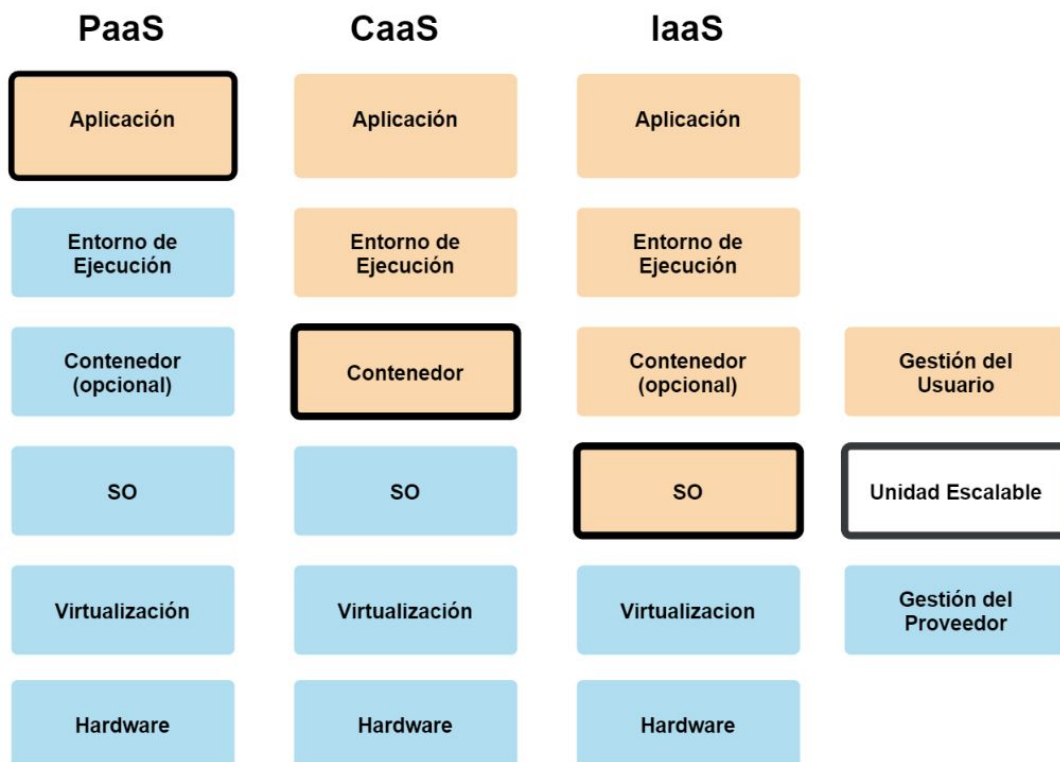 PaaS CaaS IaaS
Aplicación Aplicación Aplicación
Entorno de Entorno de Entorno de
Ejecución Ejecución Ejecución
Contenedor Contenedor Contenedor Gestión del
(opcional) (opcional) Usuario
SO SO SO Unidad Escalable
Virtualización Virtualización Virtualizacion Gestión del
Proveedor
Hardware Hardware Hardware